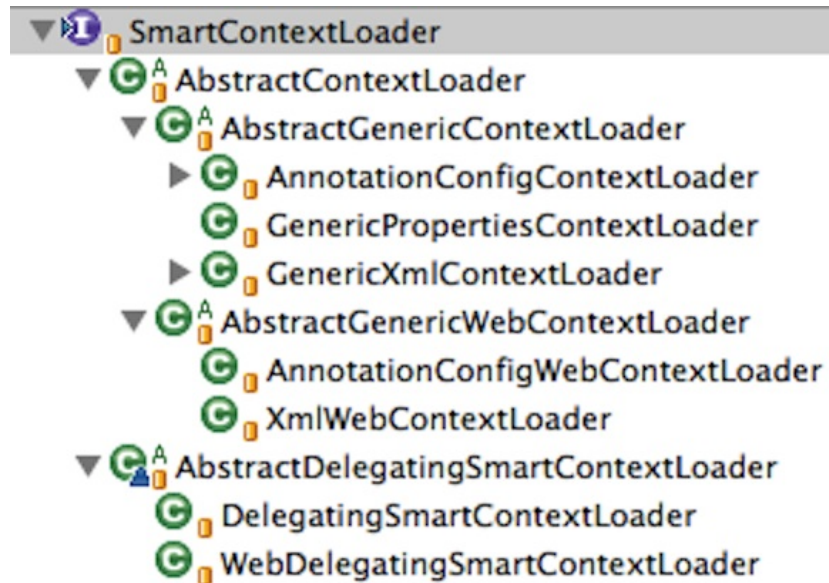 SmartContextLoader
A AbstractContextLoader
A AbstractGenericContextLoader
AnnotationConfigContextLoader
GenericPropertiesContextLoader
GenericXmlContextLoader
A AbstractGenericWebContextLoader
AnnotationConfigWebContextLoader
XmlWebContextLoader
A AbstractDelegatingSmartContextLoader
DelegatingSmartContextLoader
WebDelegatingSmartContextLoader